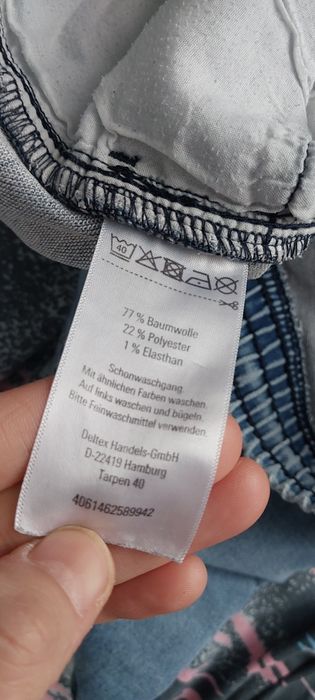 40
77 % Baumwolle
22 % Polyester
1 % Elasthan
Schonwaschgang.
Mit ähnlichen Farben waschen.
Auf links waschen und bügeln.
Bitte Feinwaschmittel verwenden.
Deltex Handels-GmbH
D-22419 Hamburg
Tarpen 40
4061462589942